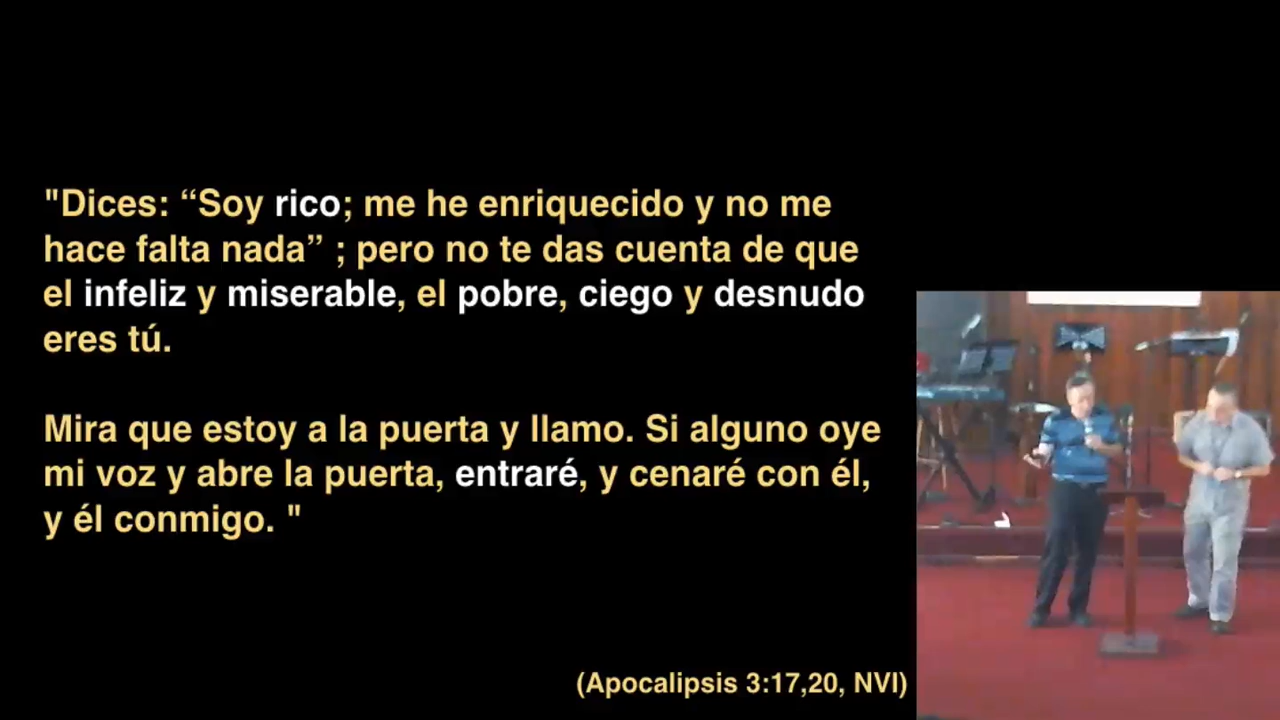 "Dices: “Soy rico; me he enriquecido y no me
hace falta nada” ; pero no te das cuenta de que
el infeliz y miserable, el pobre, ciego y desnudo
eres tú.
Mira que estoy a la puerta y llamo. Si alguno oye
mi voz y abre la puerta, entraré, y cenaré con él,
y él conmigo. "
(Apocalipsis 3:17,20, NVI)